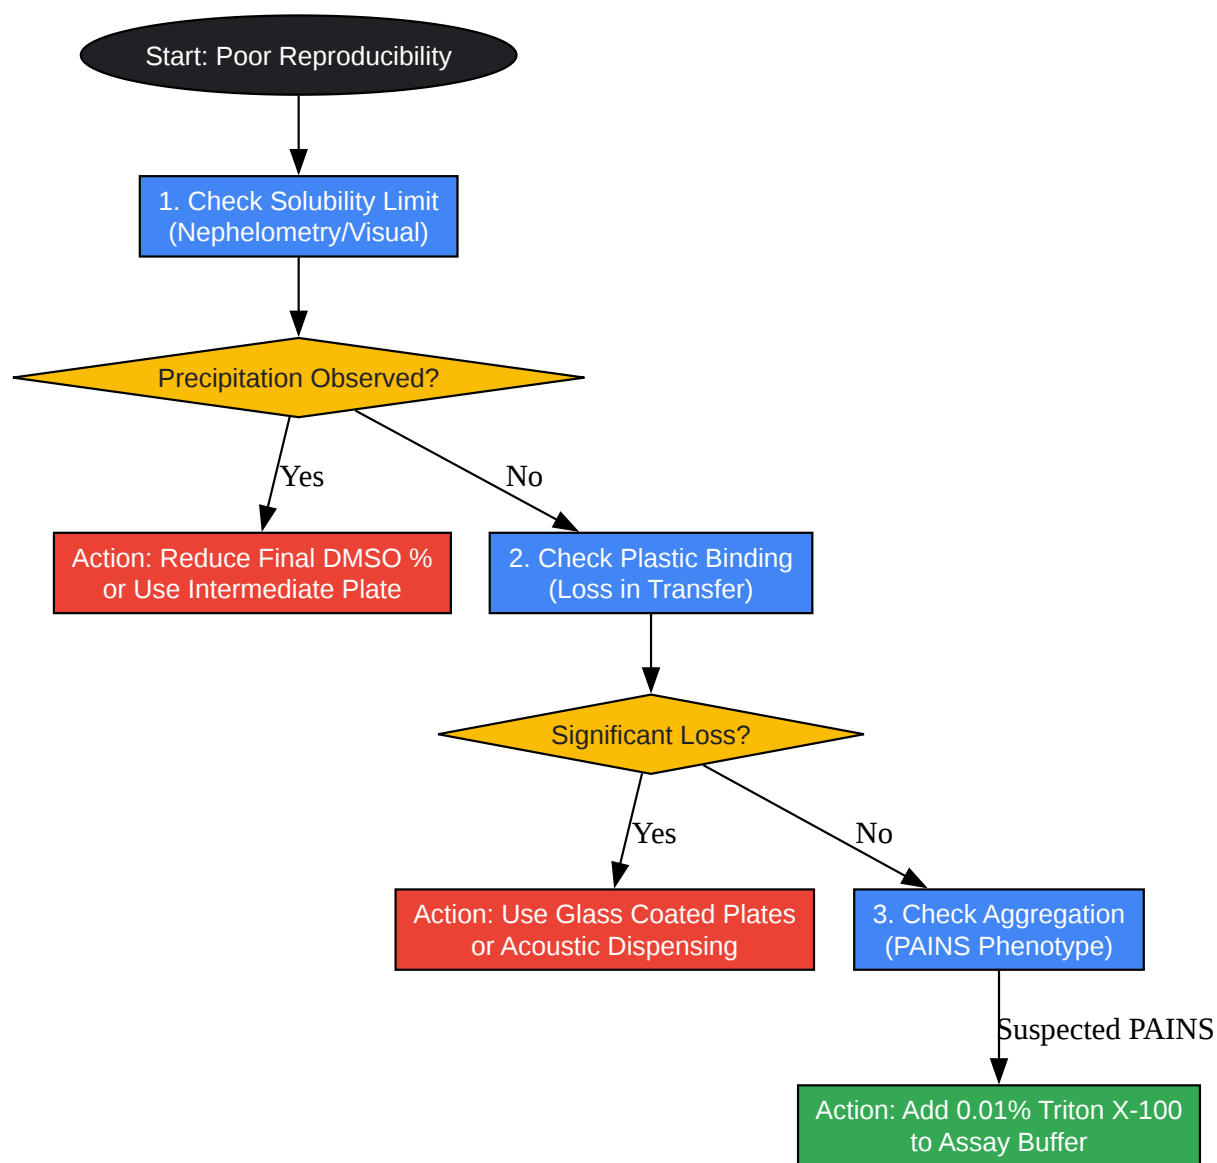 Start: Poor Reproducibility
1. Check Solubility Limit
(Nephelometry/Visual)
Precipitation Observed?
Yes
No
Action: Reduce Final DMSO %
or Use Intermediate Plate
2. Check Plastic Binding
(Loss in Transfer)
Significant Loss?
Yes
No
Action: Use Glass Coated Plates
or Acoustic Dispensing
3. Check Aggregation
(PAINS Phenotype)
Suspected PAINS
Action: Add 0.01% Triton X-100
to Assay Buffer